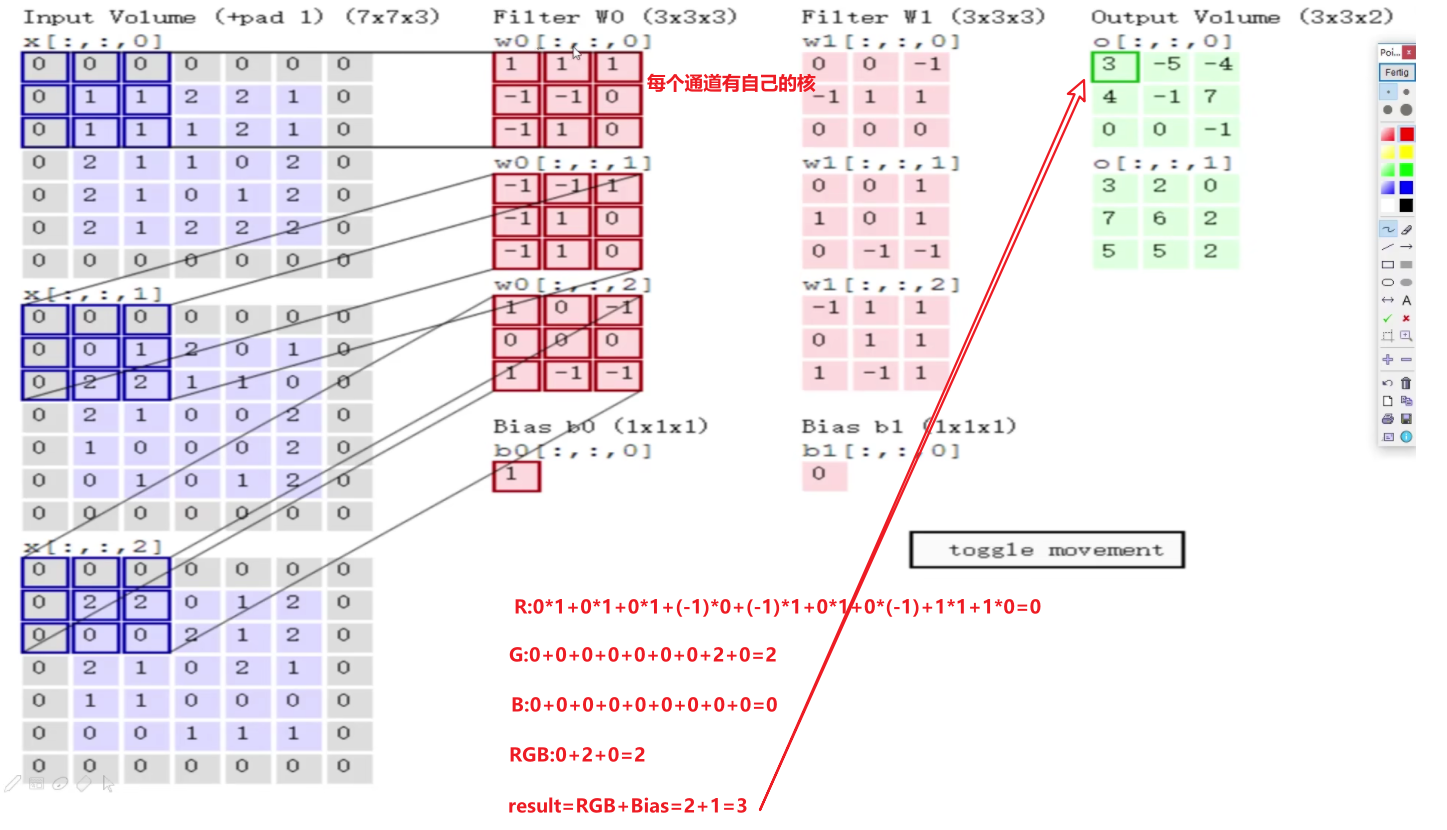 Input Volume (+pad 1) (7x7x3)
x[:,:,0]
0 0 0 0 0 0 0
0 1 1 2 2 1 0
0 1 1 1 2 1 0
0 2 1 1 0 2 0
0 2 1 0 1 2 0
0 2 1 2 2 2 0
0 0 0 0 0 0 0
x[:,:,1]
0 0 0 0 0 0 0
0 0 1 2 0 1 0
0 2 2 1 1 0 0
0 2 1 0 0 2 0
0 1 0 0 0 2 0
0 0 1 0 1 2 0
0 0 0 0 0 0 0
x[:,:,2]
0 0 0 0 0 0 0
0 2 2 0 1 2 0
0 0 0 2 1 2 0
0 2 1 0 2 1 0
0 1 1 0 0 0 0
0 0 0 1 1 1 0
0 0 0 0 0 0 0
Filter W0 (3x3x3)
w0[:,:,0]
1 1 1
-1 -1 0
-1 1 0
每个通道有自己的核
w0[:,:,1]
-1 -1 1
-1 1 0
-1 1 0
w0[:,:,2]
1 0 -1
0 0 0
1 -1 -1
Bias b0 (1x1x1)
b0[:,:,0]
1
Filter W1 (3x3x3)
w1[:,:,0]
0 0 -1
-1 1 1
0 0 0
w1[:,:,1]
0 0 1
1 0 1
0 -1 -1
w1[:,:,2]
-1 1 1
0 1 1
1 -1 1
Bias b1 (1x1x1)
b1[:,:,0]
0
Output Volume (3x3x2)
o[:,:,0]
3 -5 -4
4 -1 7
0 0 -1
o[:,:,1]
3 2 0
7 6 2
5 5 2
toggle movement
R:0*1+0*1+0*1+(-1)*0+(-1)*1+0*1+0*(-1)+1*1+1*0=0
G:0+0+0+0+0+0+0+2+0=2
B:0+0+0+0+0+0+0+0+0=0
RGB:0+2+0=2
result=RGB+Bias=2+1=3
Poi...
Fertig
A